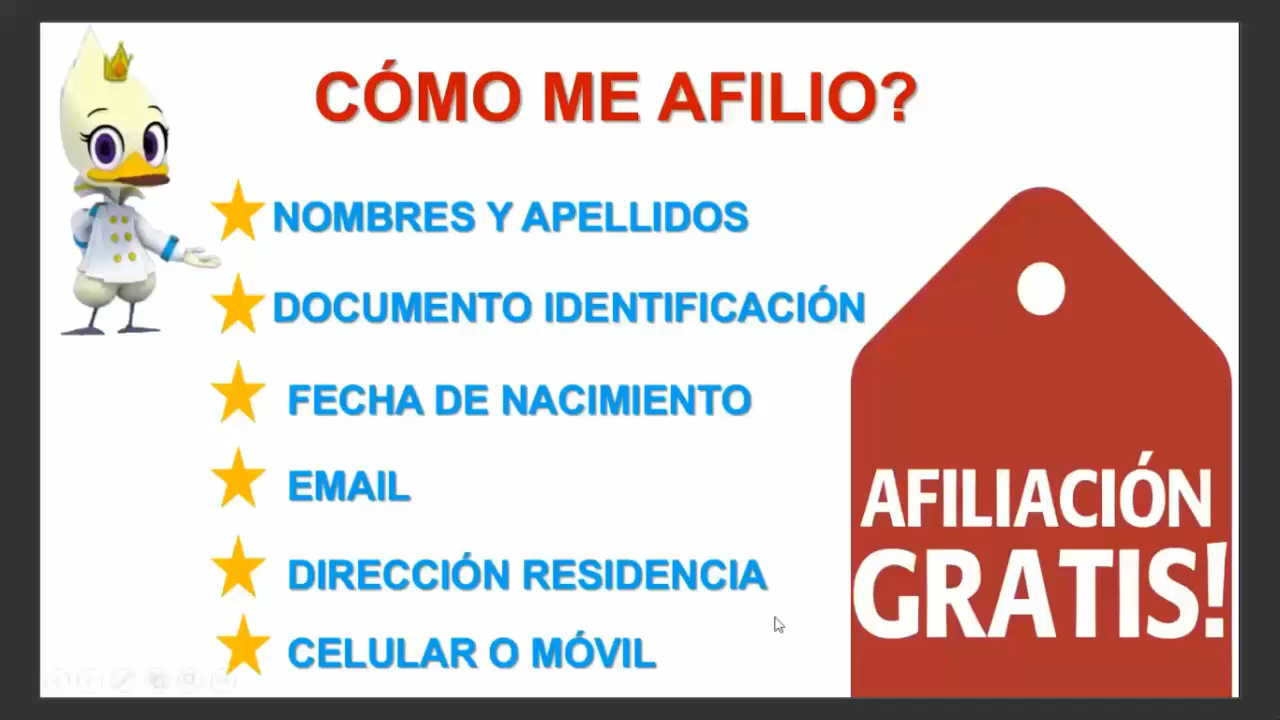 CÓMO ME AFILIO?
NOMBRES Y APELLIDOS
DOCUMENTO IDENTIFICACIÓN
FECHA DE NACIMIENTO
EMAIL
DIRECCIÓN RESIDENCIA
CELULAR O MÓVIL
AFILIACIÓN
GRATIS!